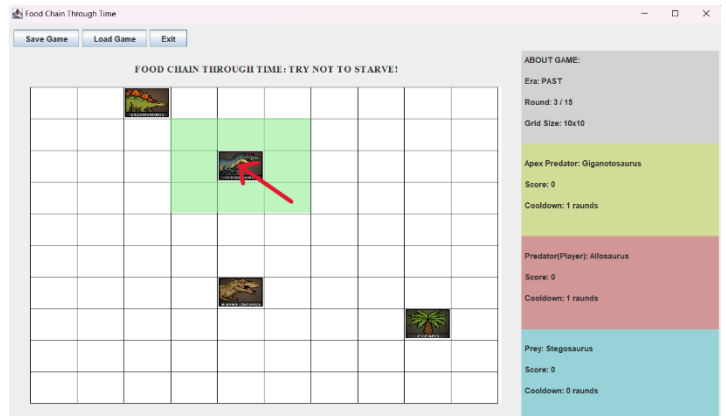 Food Chain Through Time
Save Game
Load Game
Exit
FOOD CHAIN THROUGH TIME: TRY NOT TO STARVE!
STEGOSAURUS
ABOUT GAME:
Era: PAST
Round: 3 / 15
Grid Size: 10x10
Apex Predator: Giganotosaurus
Score: 0
Cooldown: 1 raunds
Predator(Player): Allosaurus
Score: 0
Cooldown: 1 raunds
Prey: Stegosaurus
Score: 0
Cooldown: 0 raunds